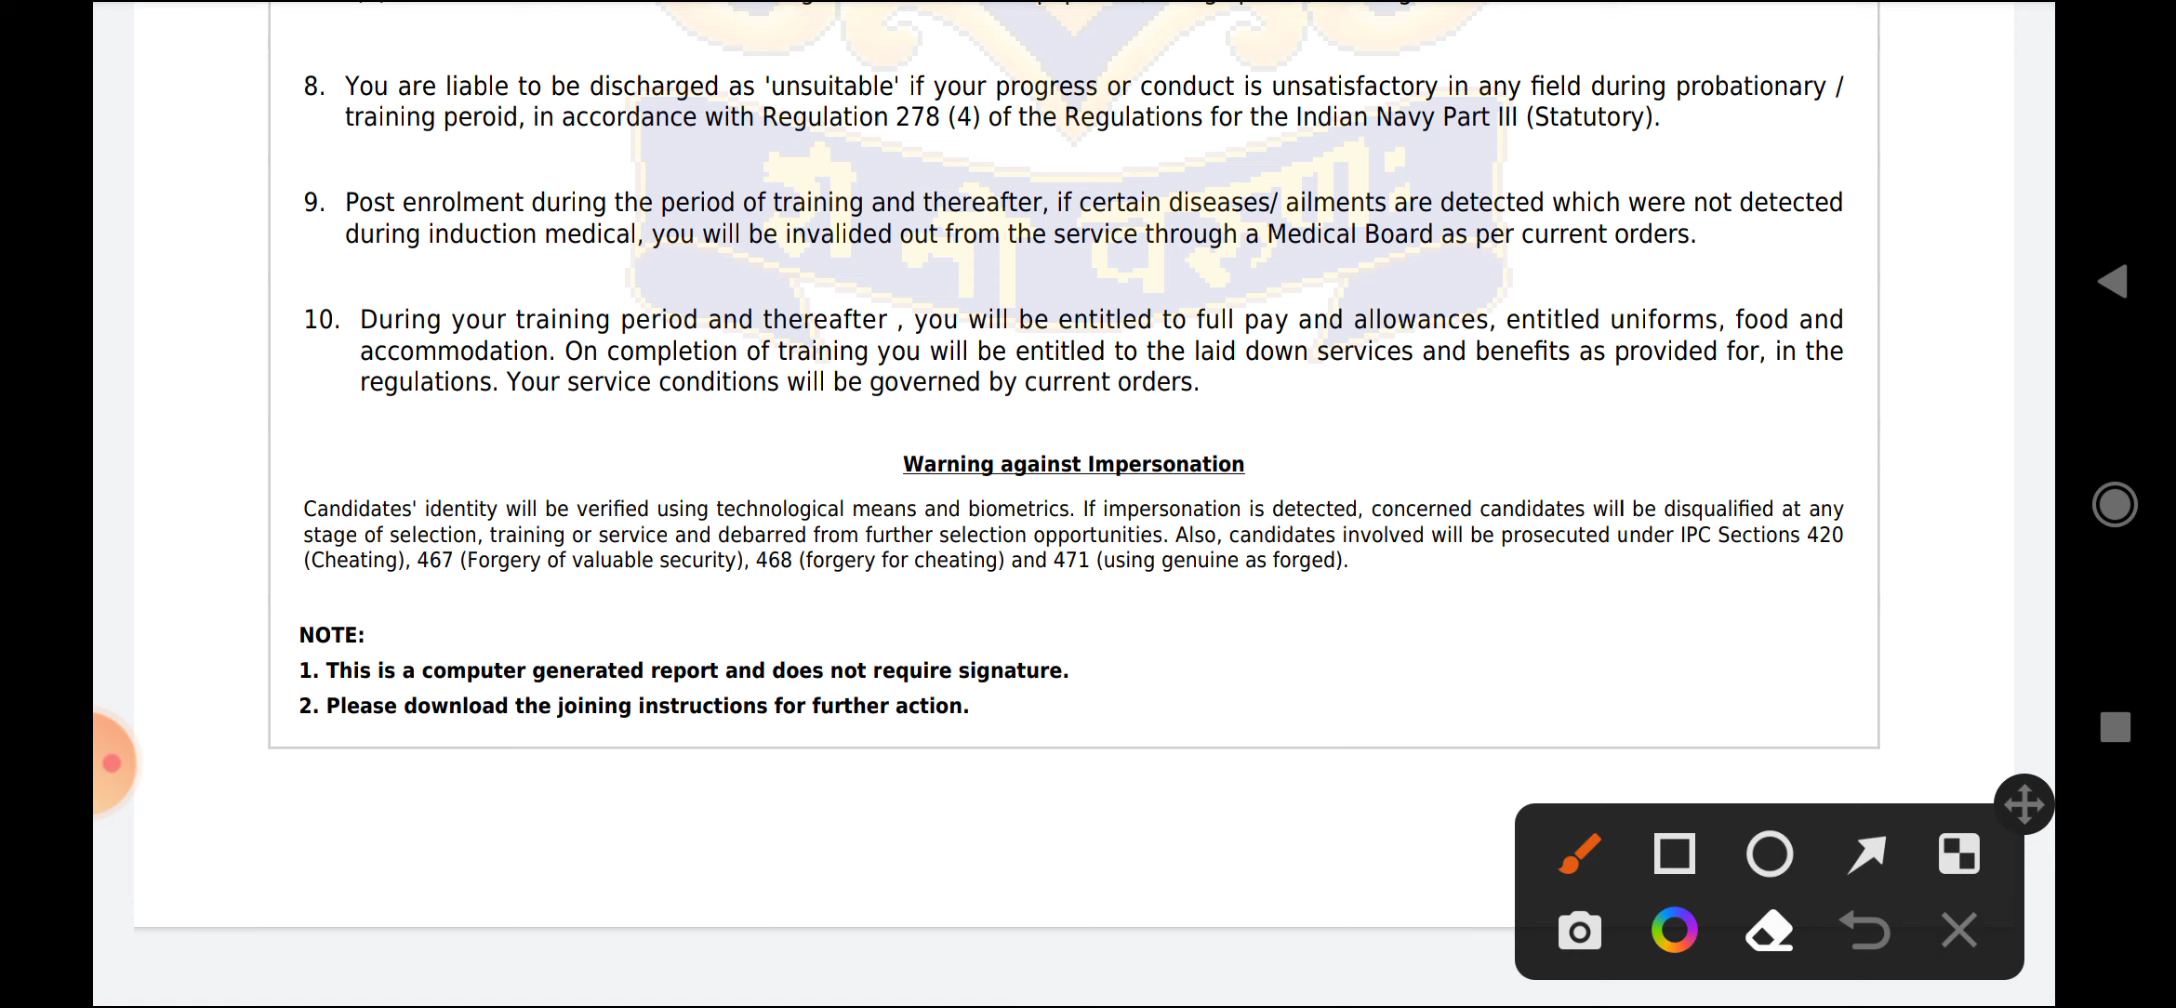 8. You are liable to be discharged as 'unsuitable' if your progress or conduct is unsatisfactory in any field during probationary /
training peroid, in accordance with Regulation 278 (4) of the Regulations for the Indian Navy Part III (Statutory).
9. Post enrolment during the period of training and thereafter, if certain diseases/ ailments are detected which were not detected
during induction medical, you will be invalided out from the service through a Medical Board as per current orders.
10. During your training period and thereafter , you will be entitled to full pay and allowances, entitled uniforms, food and
accommodation. On completion of training you will be entitled to the laid down services and benefits as provided for, in the
regulations. Your service conditions will be governed by current orders.
शं नो वरुणः
Warning against Impersonation
Candidates' identity will be verified using technological means and biometrics. If impersonation is detected, concerned candidates will be disqualified at any
stage of selection, training or service and debarred from further selection opportunities. Also, candidates involved will be prosecuted under IPC Sections 420
(Cheating), 467 (Forgery of valuable security), 468 (forgery for cheating) and 471 (using genuine as forged).
NOTE:
1. This is a computer generated report and does not require signature.
2. Please download the joining instructions for further action.